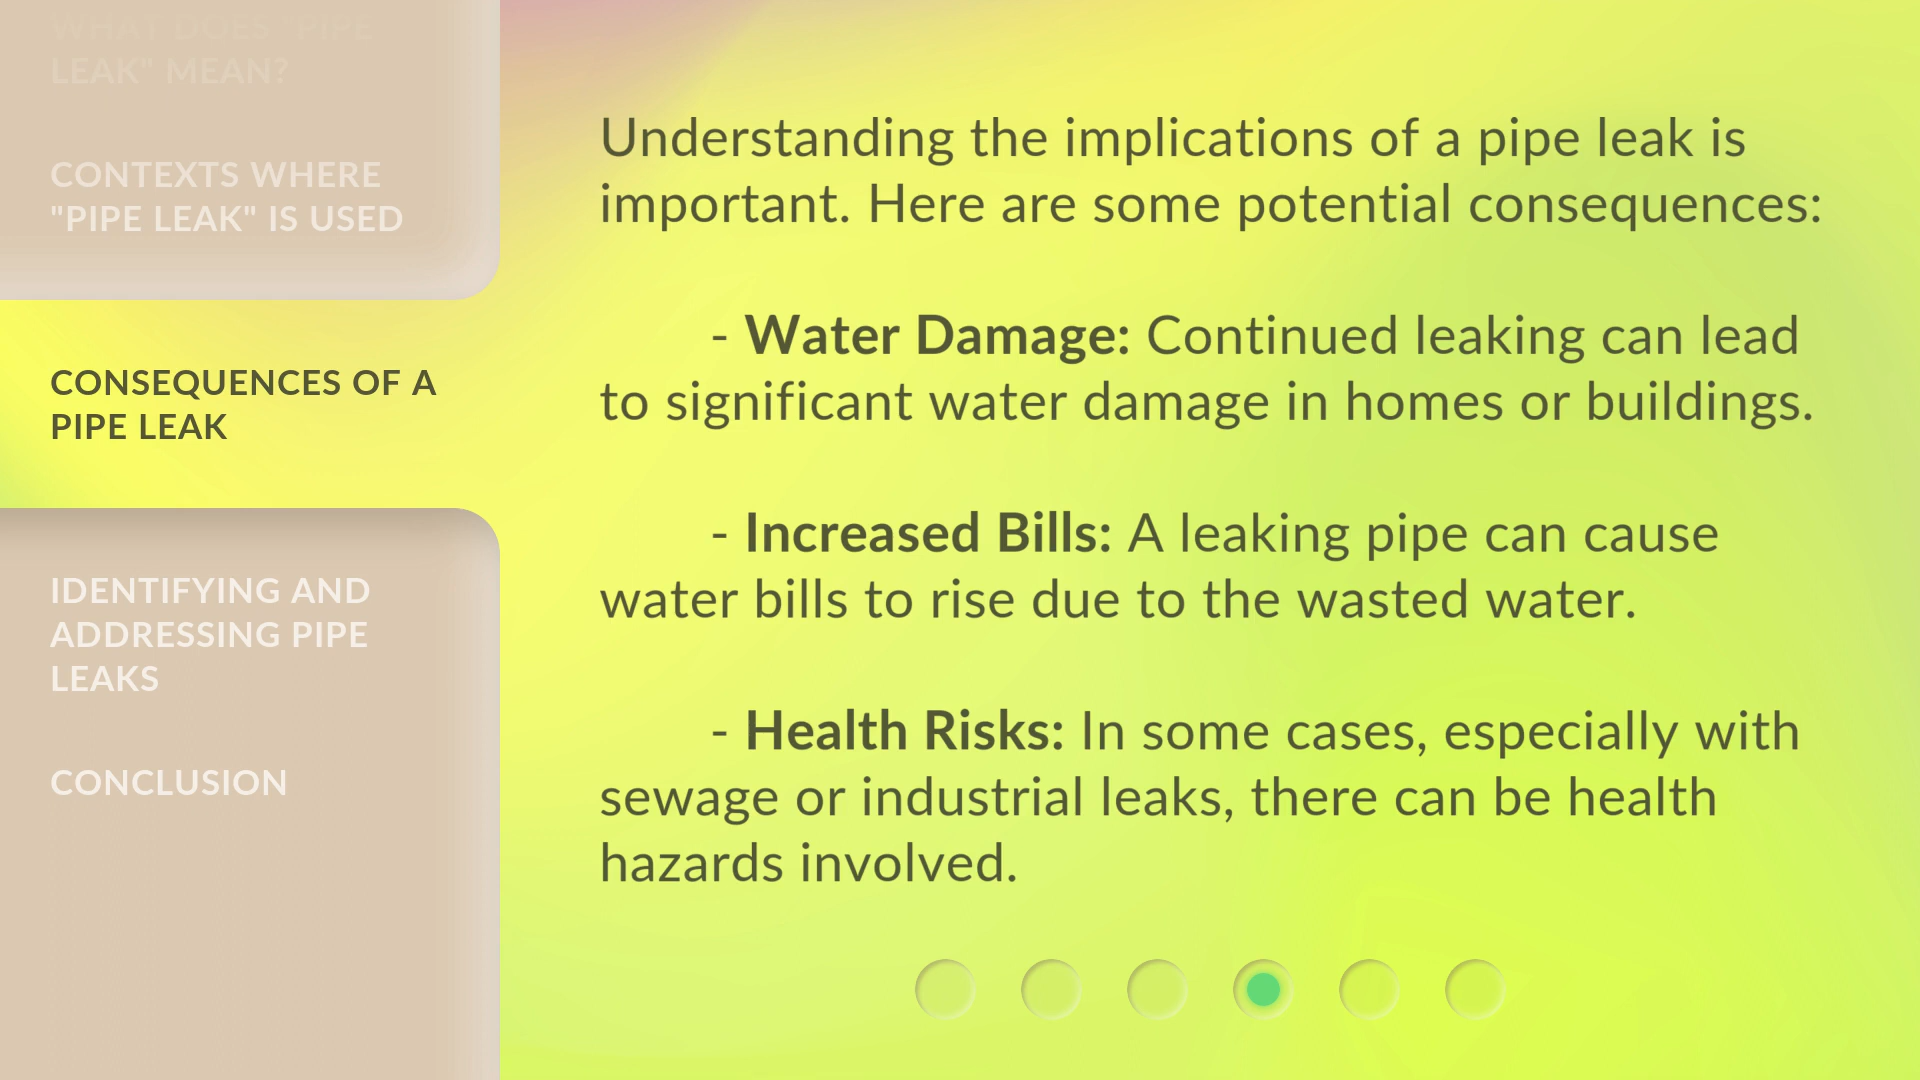 WHAT DOES "PIPE
LEAK" MEAN?
CONTEXTS WHERE
"PIPE LEAK" IS USED
CONSEQUENCES OF A
PIPE LEAK
IDENTIFYING AND
ADDRESSING PIPE
LEAKS
CONCLUSION
Understanding the implications of a pipe leak is
important. Here are some potential consequences:
- Water Damage: Continued leaking can lead
to significant water damage in homes or buildings.
- Increased Bills: A leaking pipe can cause
water bills to rise due to the wasted water.
- Health Risks: In some cases, especially with
sewage or industrial leaks, there can be health
hazards involved.